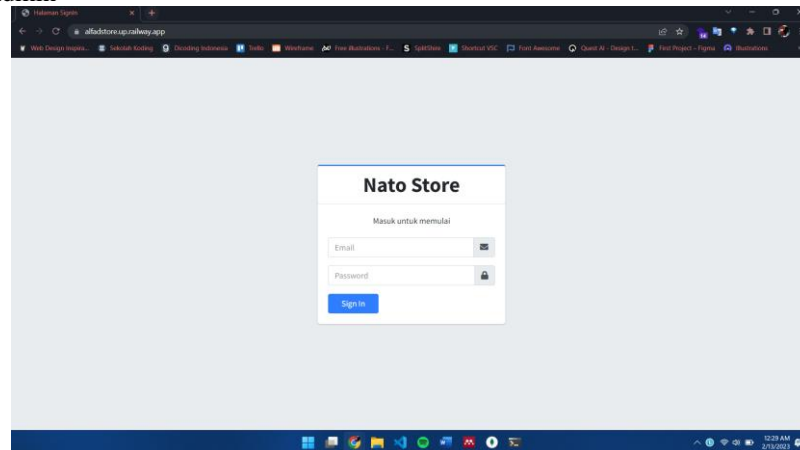 Halaman Signin
alfadstore.up.railway.app
Web Design Inspira... Sekolah Koding Dicoding Indonesia Trello Wireframe Free Illustrations - F... SplitShire Shortcut VSC Font Awesome Quest AI - Design t... First Project – Figma Illustrations
Nato Store
Masuk untuk memulai
Email
Password
Sign In
12:29 AM
2/13/2023